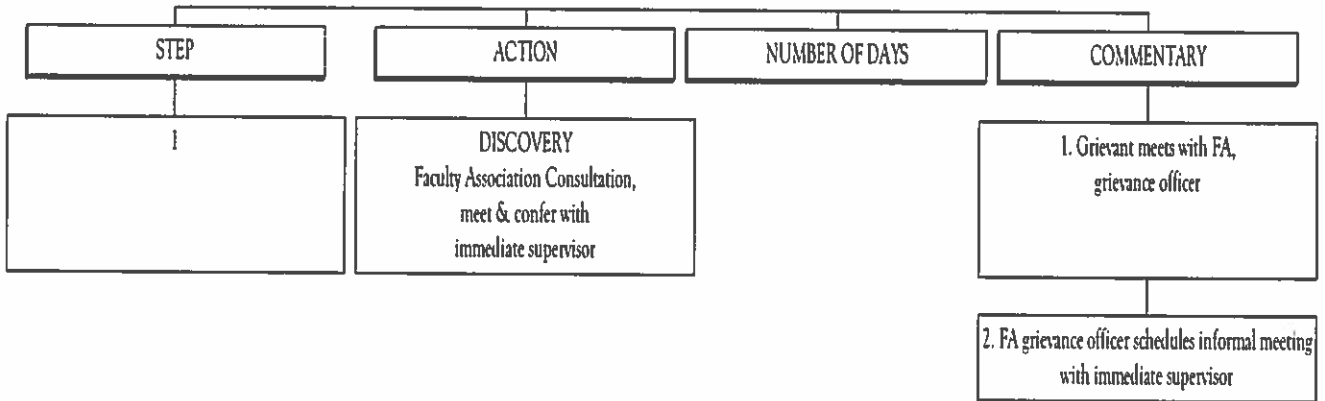 STEP
ACTION
NUMBER OF DAYS
COMMENTARY
1
DISCOVERY
Faculty Association Consultation,
meet & confer with
immediate supervisor
1. Grievant meets with FA,
grievance officer
2. FA grievance officer schedules informal meeting
with immediate supervisor